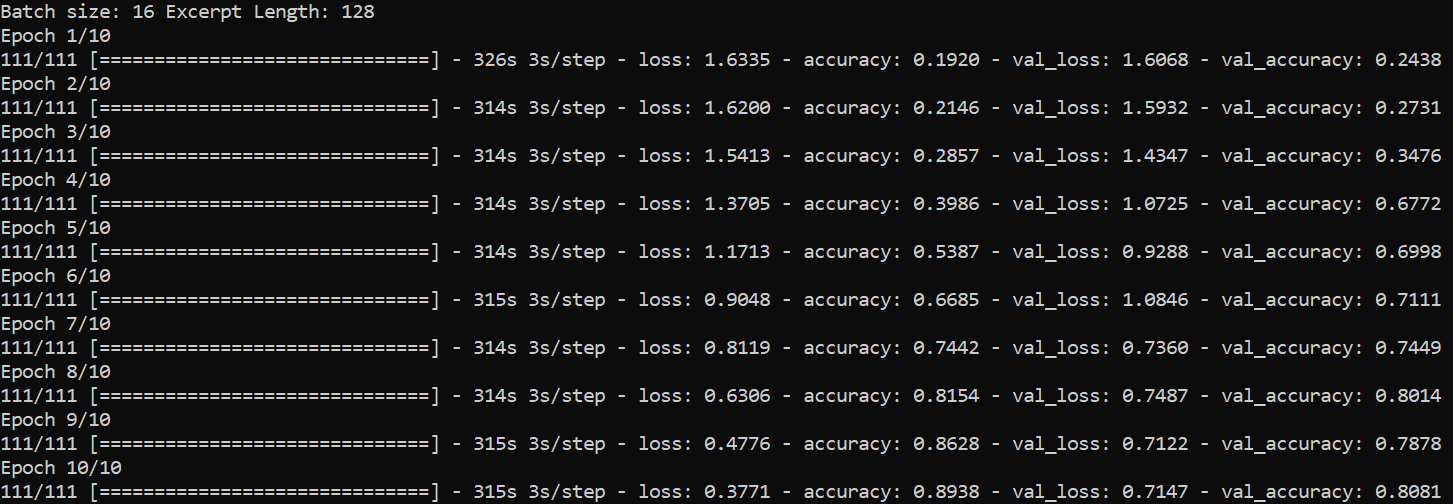 Batch size: 16 Excerpt Length: 128
Epoch 1/10
111/111 [==============================] - 326s 3s/step - loss: 1.6335 - accuracy: 0.1920 - val_loss: 1.6068 - val_accuracy: 0.2438
Epoch 2/10
111/111 [==============================] - 314s 3s/step - loss: 1.6200 - accuracy: 0.2146 - val_loss: 1.5932 - val_accuracy: 0.2731
Epoch 3/10
111/111 [==============================] - 314s 3s/step - loss: 1.5413 - accuracy: 0.2857 - val_loss: 1.4347 - val_accuracy: 0.3476
Epoch 4/10
111/111 [==============================] - 314s 3s/step - loss: 1.3705 - accuracy: 0.3986 - val_loss: 1.0725 - val_accuracy: 0.6772
Epoch 5/10
111/111 [==============================] - 314s 3s/step - loss: 1.1713 - accuracy: 0.5387 - val_loss: 0.9288 - val_accuracy: 0.6998
Epoch 6/10
111/111 [==============================] - 315s 3s/step - loss: 0.9048 - accuracy: 0.6685 - val_loss: 1.0846 - val_accuracy: 0.7111
Epoch 7/10
111/111 [==============================] - 314s 3s/step - loss: 0.8119 - accuracy: 0.7442 - val_loss: 0.7360 - val_accuracy: 0.7449
Epoch 8/10
111/111 [==============================] - 314s 3s/step - loss: 0.6306 - accuracy: 0.8154 - val_loss: 0.7487 - val_accuracy: 0.8014
Epoch 9/10
111/111 [==============================] - 315s 3s/step - loss: 0.4776 - accuracy: 0.8628 - val_loss: 0.7122 - val_accuracy: 0.7878
Epoch 10/10
111/111 [==============================] - 315s 3s/step - loss: 0.3771 - accuracy: 0.8938 - val_loss: 0.7147 - val_accuracy: 0.8081